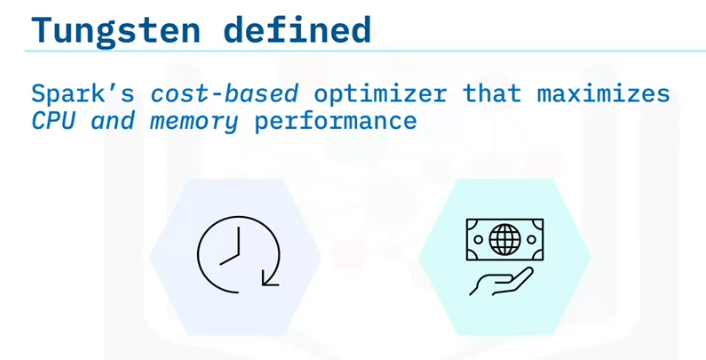 Tungsten defined
Spark's cost-based optimizer that maximizes
CPU and memory performance